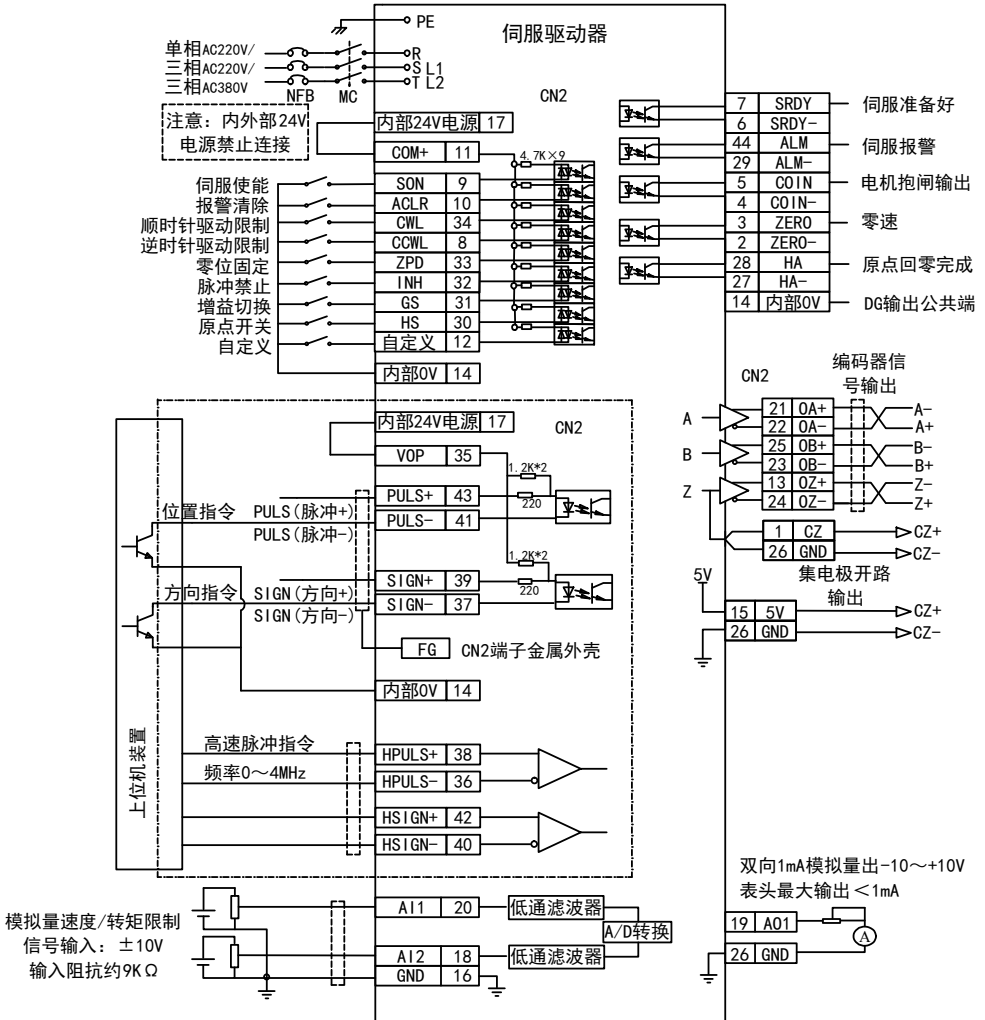 PE
伺服驱动器
单相AC220V/
三相AC220V/
三相AC380V
NFB
MC
R
S L1
T L2
注意：内外部24V
电源禁止连接
CN2
内部24V电源 17
COM+ 11
4.7K×9
伺服使能 SON 9
报警清除 ACLR 10
顺时针驱动限制 CWL 34
逆时针驱动限制 CCWL 8
零位固定 ZPD 33
脉冲禁止 INH 32
增益切换 GS 31
原点开关 HS 30
自定义 自定义 12
内部0V 14
7 SRDY 伺服准备好
6 SRDY-
44 ALM 伺服报警
29 ALM-
5 COIN 电机抱闸输出
4 COIN-
3 ZERO 零速
2 ZERO-
28 HA 原点回零完成
27 HA-
14 内部0V DG输出公共端
内部24V电源 17
CN2
VOP 35
1.2K*2
PULS+ 43
220
位置指令
PULS(脉冲+)
PULS- 41
PULS(脉冲-)
1.2K*2
SIGN+ 39
220
方向指令
SIGN(方向+)
SIGN- 37
SIGN(方向-)
FG
CN2端子金属外壳
内部0V 14
上位机装置
高速脉冲指令
HPULS+ 38
频率0～4MHz
HPULS- 36
HSIGN+ 42
HSIGN- 40
CN2
编码器信
号输出
A
21 OA+ A-
22 OA- A+
B
25 OB+ B-
23 OB- B+
Z
13 OZ+ Z-
24 OZ- Z+
1 CZ CZ+
26 GND CZ-
集电极开路
输出
5V
15 5V CZ+
26 GND CZ-
模拟量速度/转矩限制
信号输入：±10V
输入阻抗约9KΩ
AI1 20
低通滤波器
A/D转换
AI2 18
低通滤波器
GND 16
双向1mA模拟量出-10～+10V
表头最大输出＜1mA
19 AO1
A
26 GND